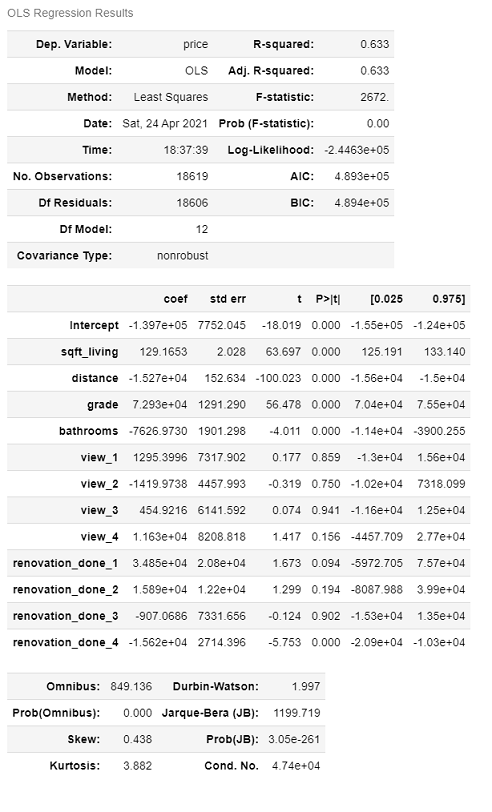 OLS Regression Results
Dep. Variable: price R-squared: 0.633
Model: OLS Adj. R-squared: 0.633
Method: Least Squares F-statistic: 2672.
Date: Sat, 24 Apr 2021 Prob (F-statistic): 0.00
Time: 18:37:39 Log-Likelihood: -2.4463e+05
No. Observations: 18619 AIC: 4.893e+05
Df Residuals: 18606 BIC: 4.894e+05
Df Model: 12
Covariance Type: nonrobust
coef std err t P>|t| [0.025 0.975]
Intercept -1.397e+05 7752.045 -18.019 0.000 -1.55e+05 -1.24e+05
sqft_living 129.1653 2.028 63.697 0.000 125.191 133.140
distance -1.527e+04 152.634 -100.023 0.000 -1.56e+04 -1.5e+04
grade 7.293e+04 1291.290 56.478 0.000 7.04e+04 7.55e+04
bathrooms -7626.9730 1901.298 -4.011 0.000 -1.14e+04 -3900.255
view_1 1295.3996 7317.902 0.177 0.859 -1.3e+04 1.56e+04
view_2 -1419.9738 4457.993 -0.319 0.750 -1.02e+04 7318.099
view_3 454.9216 6141.592 0.074 0.941 -1.16e+04 1.25e+04
view_4 1.163e+04 8208.818 1.417 0.156 -4457.709 2.77e+04
renovation_done_1 3.485e+04 2.08e+04 1.673 0.094 -5972.705 7.57e+04
renovation_done_2 1.589e+04 1.22e+04 1.299 0.194 -8087.988 3.99e+04
renovation_done_3 -907.0686 7331.656 -0.124 0.902 -1.53e+04 1.35e+04
renovation_done_4 -1.562e+04 2714.396 -5.753 0.000 -2.09e+04 -1.03e+04
Omnibus: 849.136 Durbin-Watson: 1.997
Prob(Omnibus): 0.000 Jarque-Bera (JB): 1199.719
Skew: 0.438 Prob(JB): 3.05e-261
Kurtosis: 3.882 Cond. No. 4.74e+04